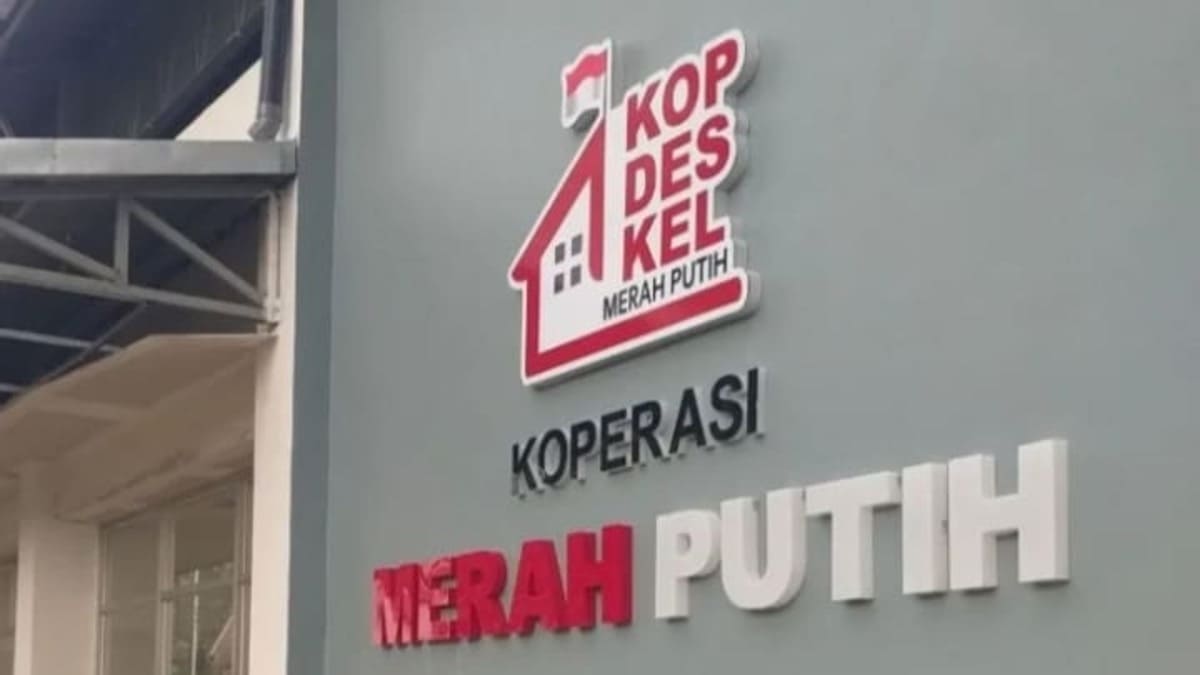 KOP
DES
KEL
MERAH PUTIH
KOPERASI
MERAH PUTIH